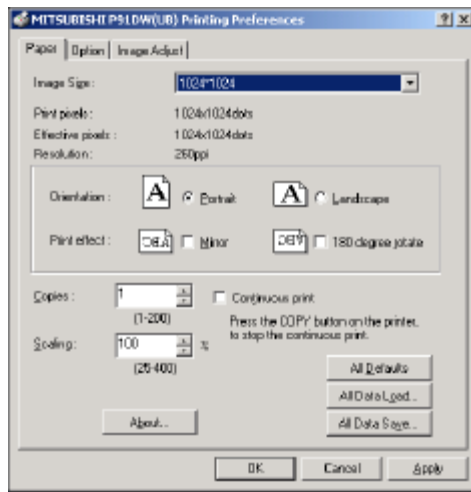 MITSUBISHI P91DW(UB) Printing Preferences
Paper Option Image Adjust
Image Size : 1024*1024
Print pixels : 1024x1024dots
Effective pixels : 1024x1024dots
Resolution : 260ppi
Orientation : A Portrait A Landscape
Print effect : Mirror 180 degree rotate
Copies : 1 Continuous print
(1-200) Press the COPY button on the printer,
to stop the continuous print.
Scaling: 100 %
(25-400)
All Defaults
All Data Load...
About... All Data Save...
OK Cancel Apply